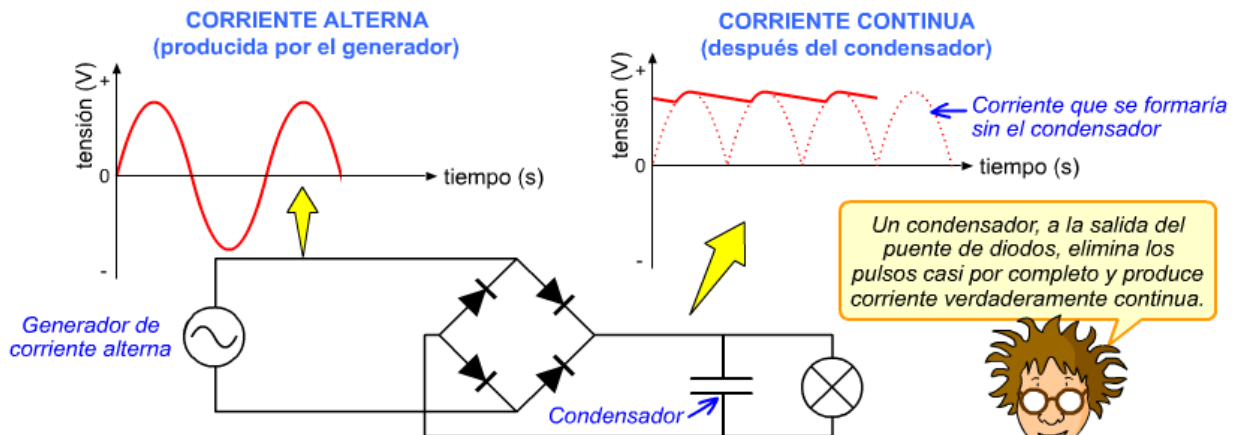 CORRIENTE ALTERNA
(producida por el generador)
tensión (V)
+
0
-
tiempo (s)
CORRIENTE CONTINUA
(después del condensador)
tensión (V)
+
0
-
tiempo (s)
Corriente que se formaría
sin el condensador
Un condensador, a la salida del
puente de diodos, elimina los
pulsos casi por completo y produce
corriente verdaderamente continua.
Generador de
corriente alterna
Condensador